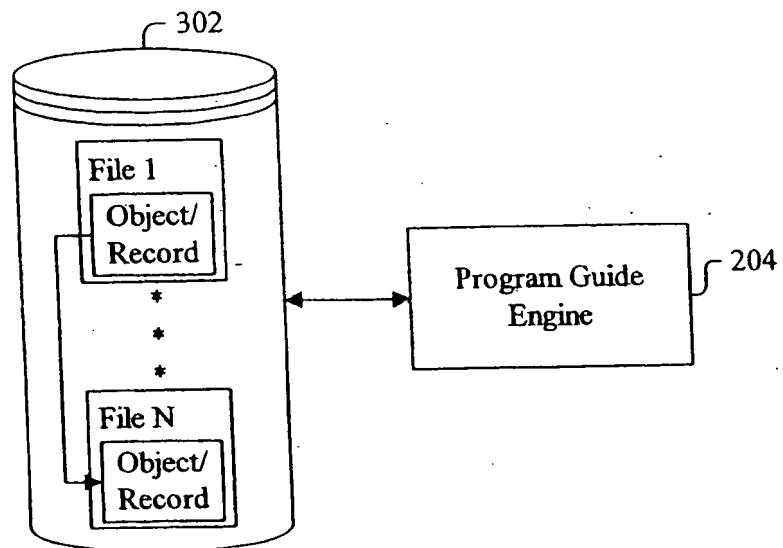 302
File 1
Object/
Record
*
*
*
File N
Object/
Record
Program Guide
Engine
204